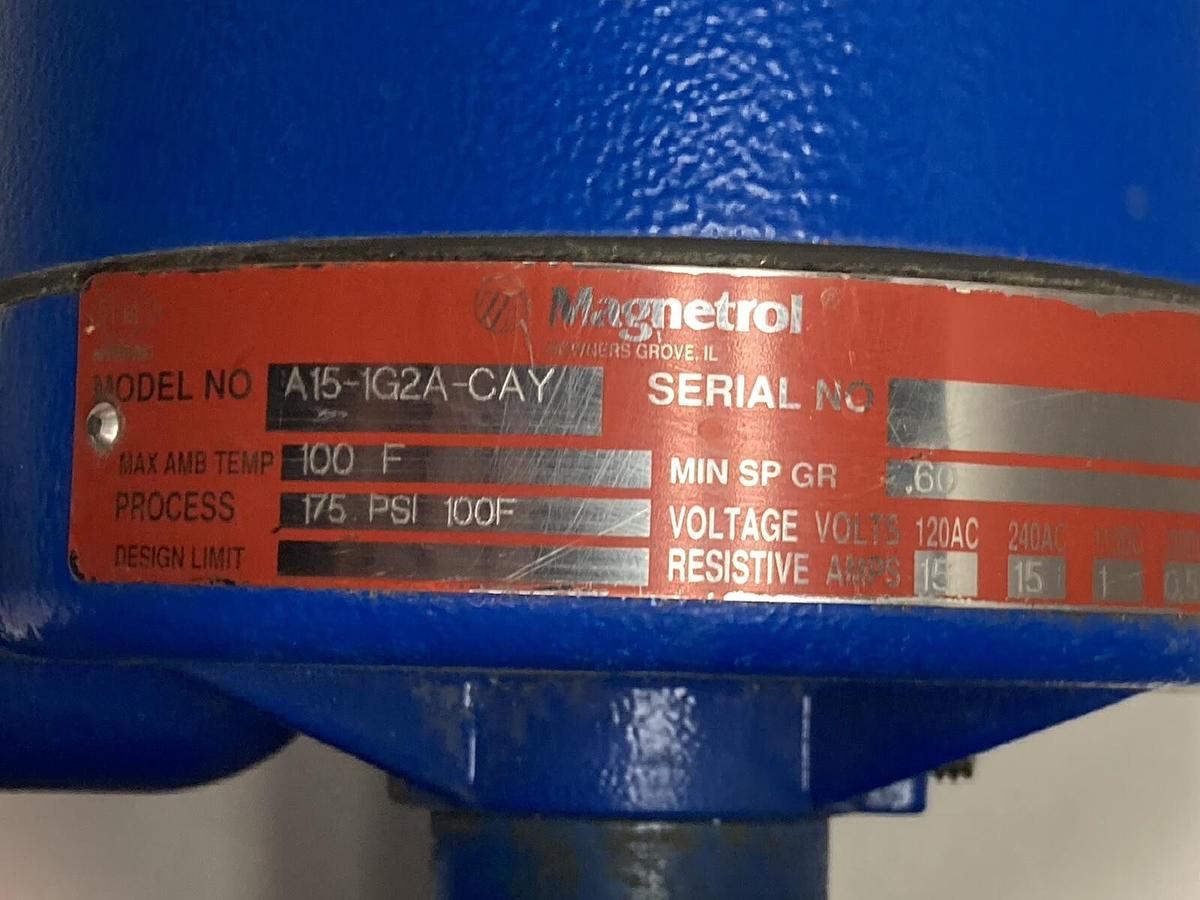 Magnetrol
DOWNERS GROVE, IL
MODEL NO A15-1G2A-CAY SERIAL NO
MAX AMB TEMP 100 F MIN SP GR .60
PROCESS 175 PSI 100F VOLTAGE VOLTS 120AC 240AC
DESIGN LIMIT RESISTIVE AMPS 15 15 1